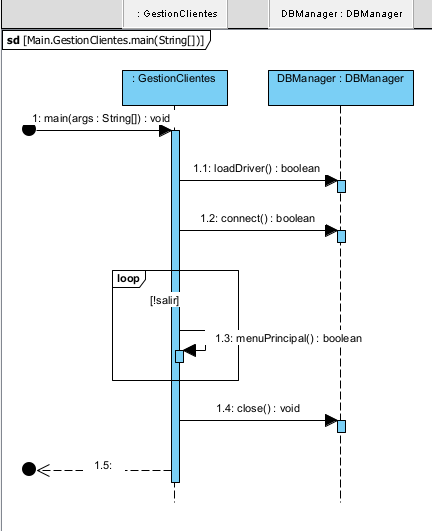 : GestionClientes
DBManager : DBManager
sd [Main.GestionClientes.main(String[])]
: GestionClientes
DBManager : DBManager
1: main(args : String[]) : void
1.1: loadDriver() : boolean
1.2: connect() : boolean
loop
[!salir]
1.3: menuPrincipal() : boolean
1.4: close() : void
1.5: